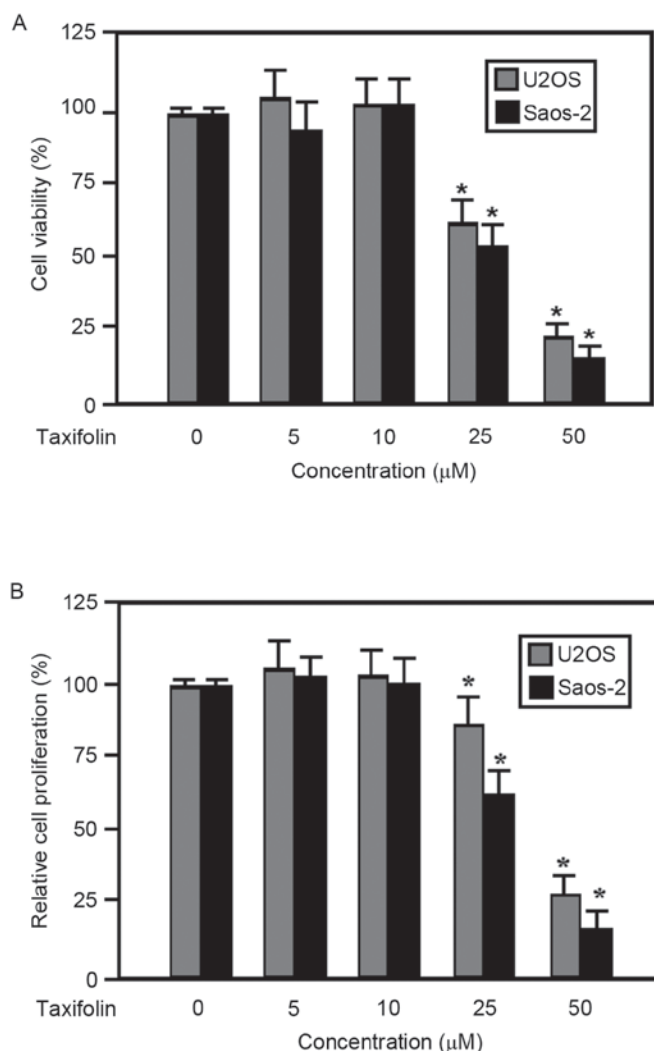 A
125
100
75
50
25
0
Cell viability (%)
U2OS
Saos-2
* * * *
Taxifolin 0 5 10 25 50
Concentration (μM)
B
125
100
75
50
25
0
Relative cell proliferation (%)
U2OS
Saos-2
* * * *
Taxifolin 0 5 10 25 50
Concentration (μM)